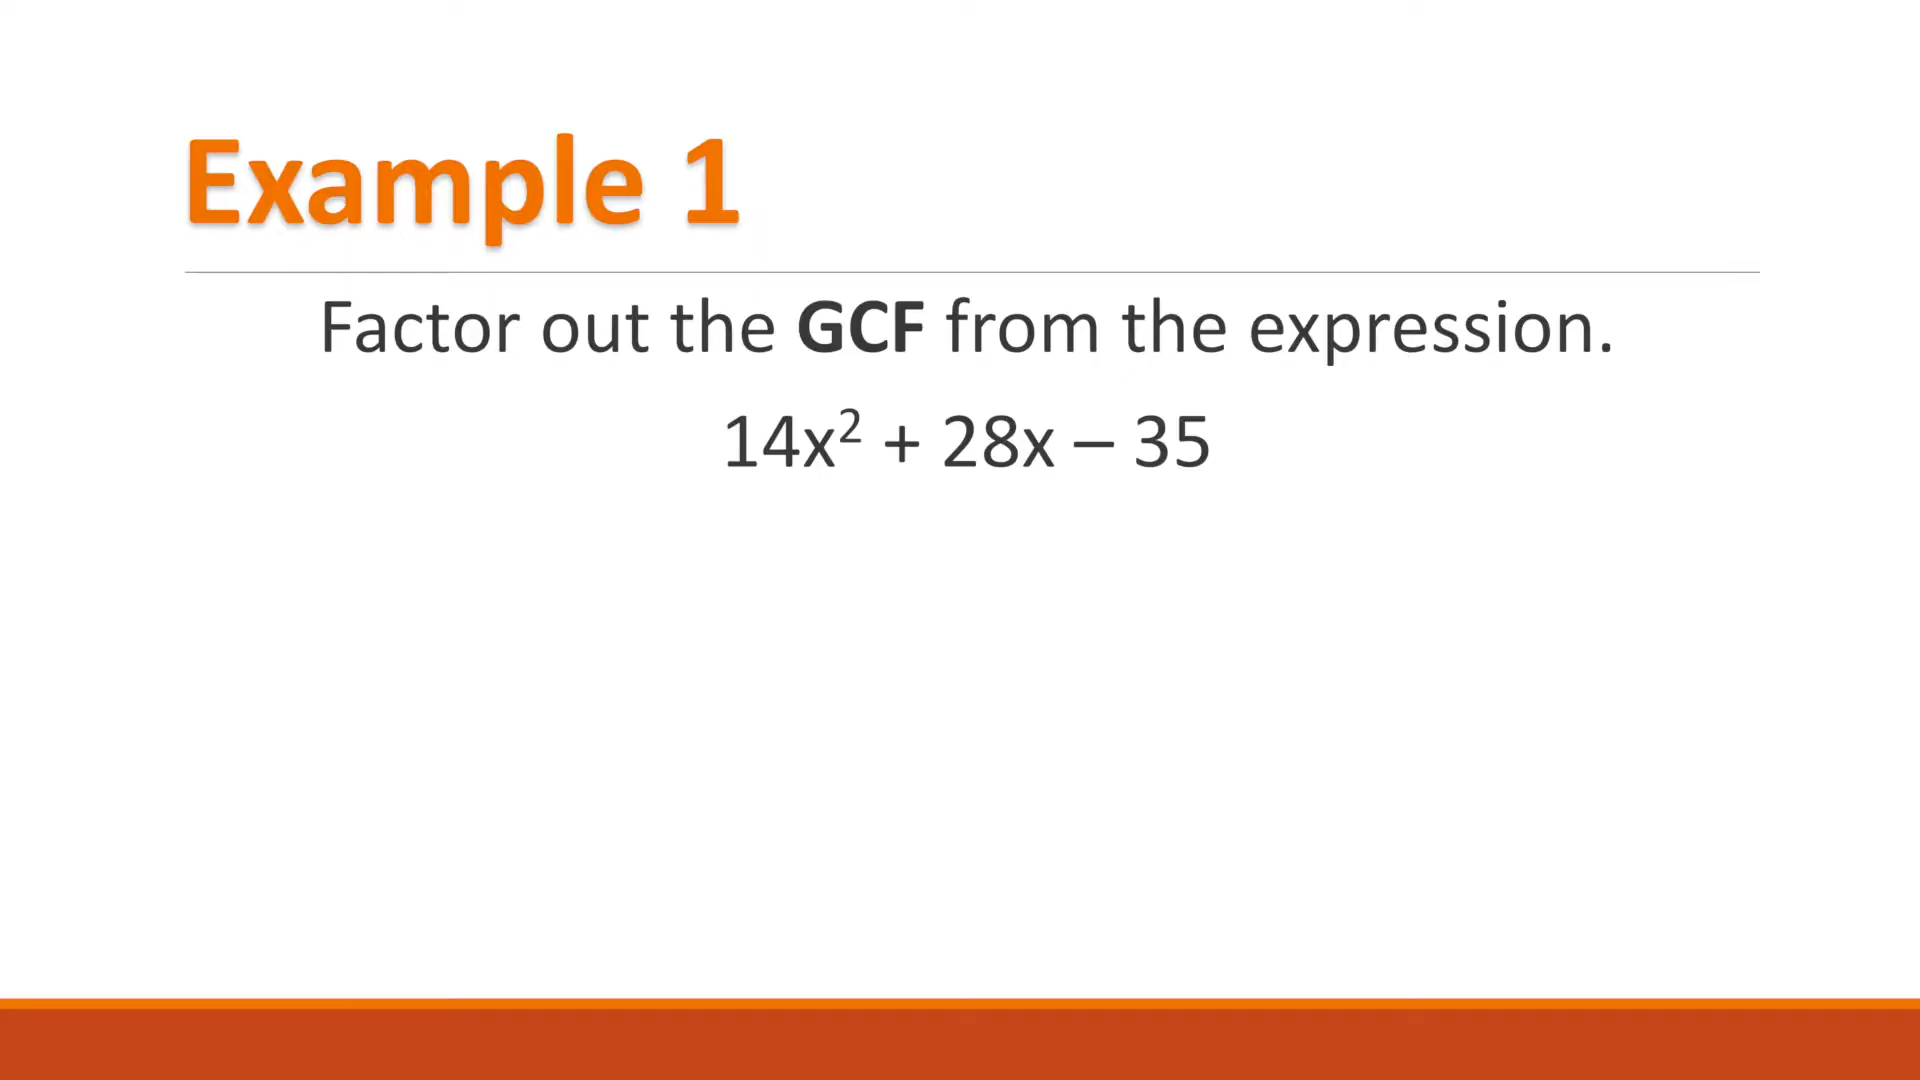 Example 1
Factor out the GCF from the expression.
14x² + 28x – 35